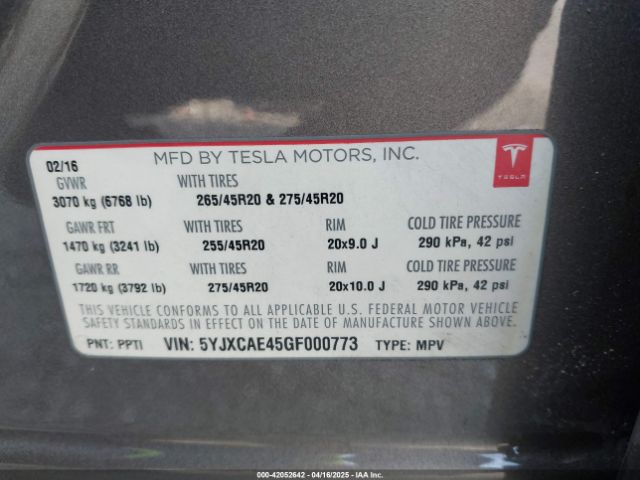 02/16 MFD BY TESLA MOTORS, INC.
TESLA
GVWR WITH TIRES
3070 kg (6768 lb) 265/45R20 & 275/45R20
GAWR FRT WITH TIRES RIM COLD TIRE PRESSURE
1470 kg (3241 lb) 255/45R20 20x9.0 J 290 kPa, 42 psi
GAWR RR WITH TIRES RIM COLD TIRE PRESSURE
1720 kg (3792 lb) 275/45R20 20x10.0 J 290 kPa, 42 psi
THIS VEHICLE CONFORMS TO ALL APPLICABLE U.S. FEDERAL MOTOR VEHICLE
SAFETY STANDARDS IN EFFECT ON THE DATE OF MANUFACTURE SHOWN ABOVE.
PNT: PPTI VIN: 5YJXCAE45GF000773 TYPE: MPV
000-42052642 - 04/16/2025 - IAA Inc.